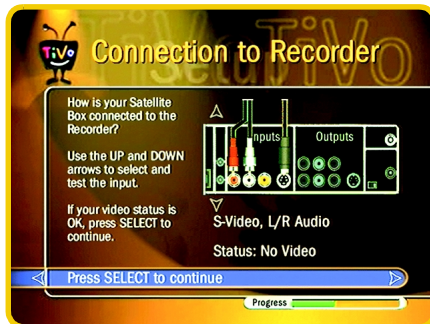 TiVo
Connection to Recorder
How is your Satellite
Box connected to the
Recorder?
Use the UP and DOWN
arrows to select and
test the input.
If your video status is
OK, press SELECT to
continue.
Inputs
Outputs
S-Video, L/R Audio
Status: No Video
Press SELECT to continue
Progress